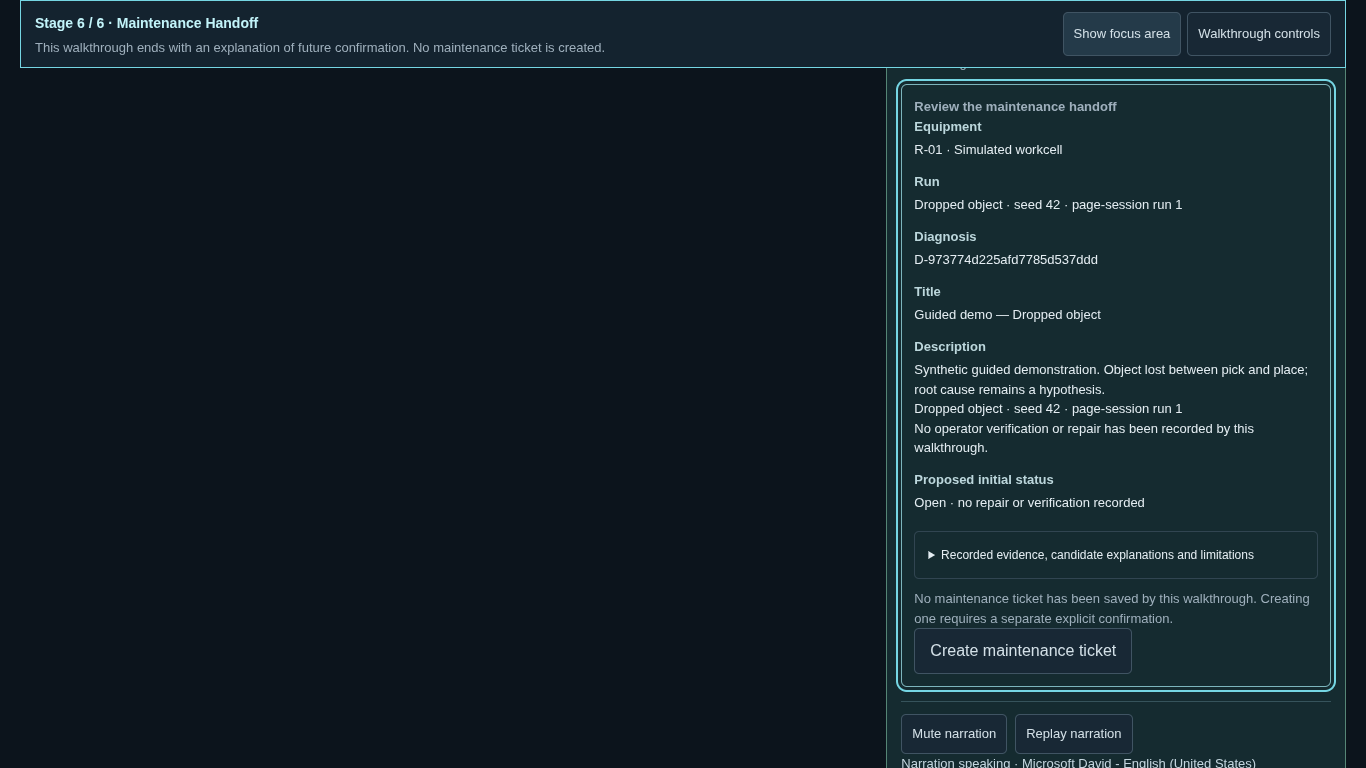 Stage 6 / 6 · Maintenance Handoff
This walkthrough ends with an explanation of future confirmation. No maintenance ticket is created.
Show focus area
Walkthrough controls
Review the maintenance handoff
Equipment
R-01 · Simulated workcell
Run
Dropped object · seed 42 · page-session run 1
Diagnosis
D-973774d225afd7785d537ddd
Title
Guided demo — Dropped object
Description
Synthetic guided demonstration. Object lost between pick and place;
root cause remains a hypothesis.
Dropped object · seed 42 · page-session run 1
No operator verification or repair has been recorded by this
walkthrough.
Proposed initial status
Open · no repair or verification recorded
Recorded evidence, candidate explanations and limitations
No maintenance ticket has been saved by this walkthrough. Creating
one requires a separate explicit confirmation.
Create maintenance ticket
Mute narration
Replay narration
Narration speaking · Microsoft David - English (United States)